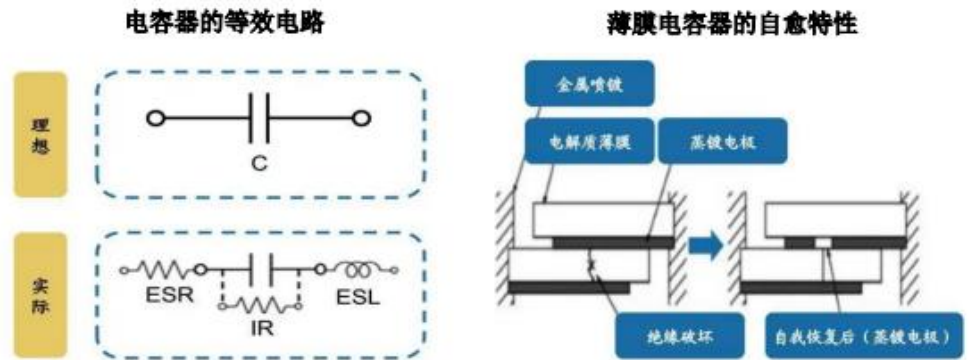 电容器的等效电路
薄膜电容器的自愈特性
理想
C
实际
ESR
ESL
IR
金属喷镀
电解质薄膜
蒸镀电极
绝缘破坏
自我恢复后（蒸镀电极）